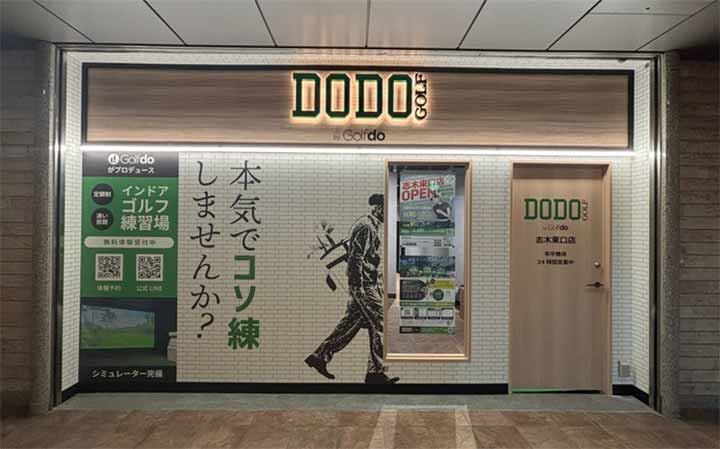 DODO GOLF
by Golfdo
Golfdo
がプロデュース
定額制
通い放題
インドア
ゴルフ
練習場
無料体験受付中
体験予約
公式LINE
シミュレーター完備
本気でコソ練
しませんか?
志木東口店
OPEN
DODO GOLF
by Golfdo
志木東口店
年中無休
24時間営業中